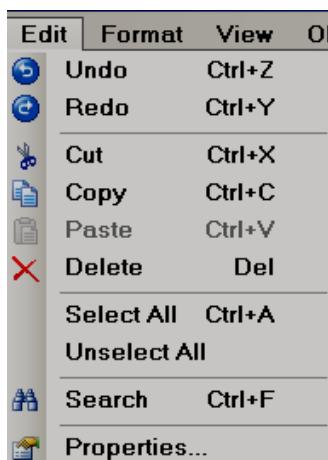 Edit Format View
Undo Ctrl+Z
Redo Ctrl+Y
Cut Ctrl+X
Copy Ctrl+C
Paste Ctrl+V
Delete Del
Select All Ctrl+A
Unselect All
Search Ctrl+F
Properties...